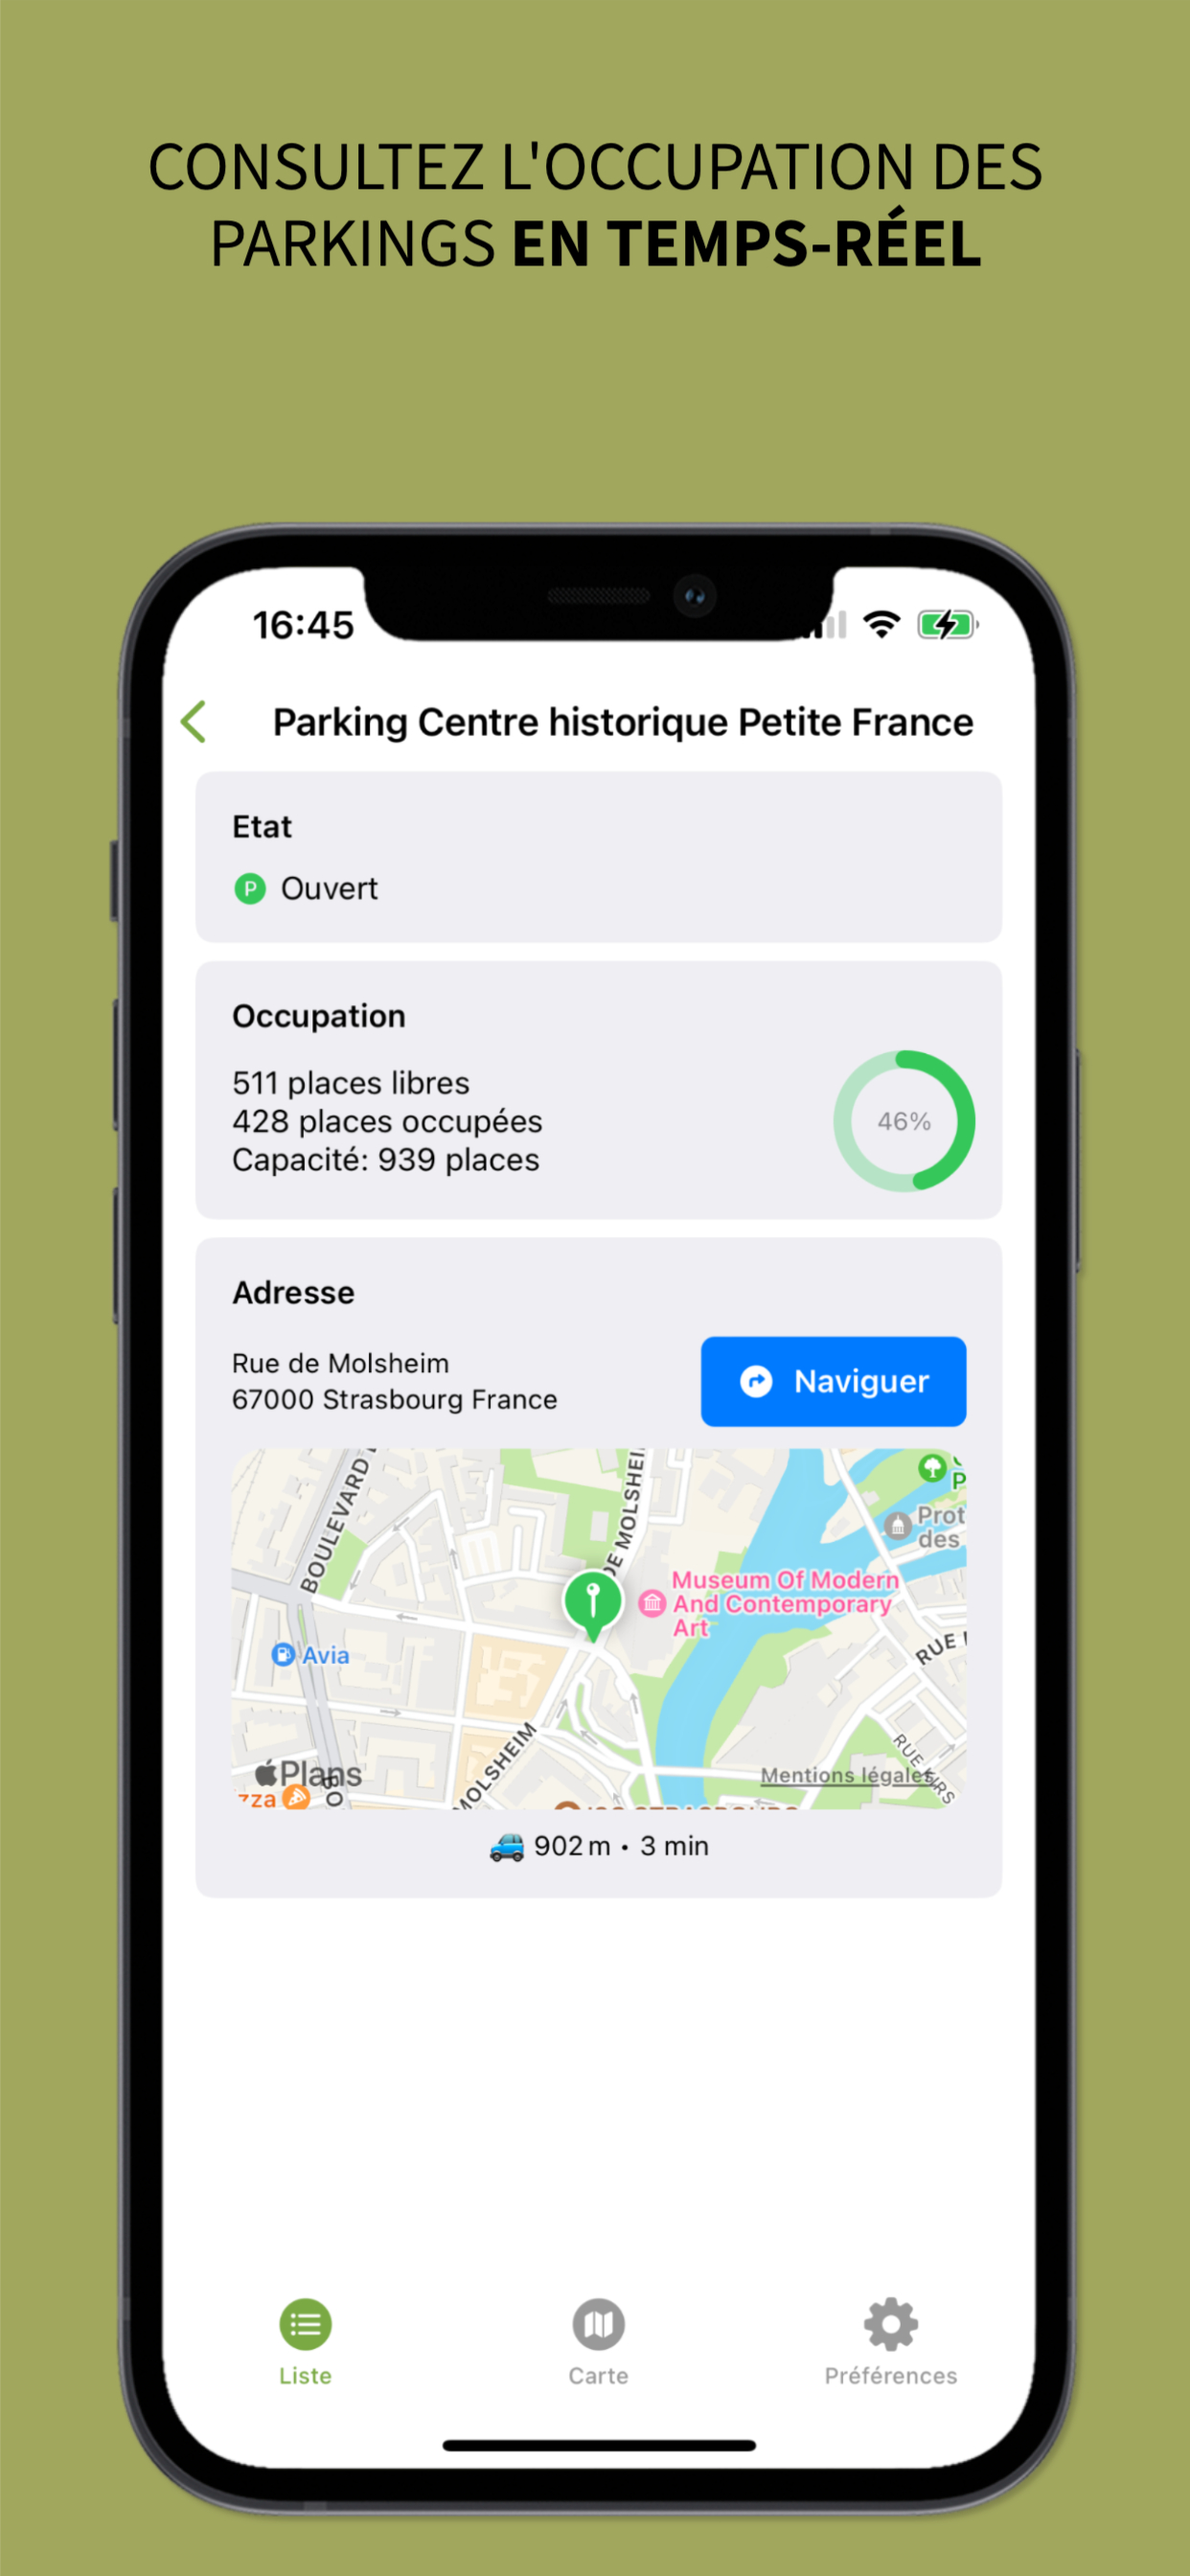 CONSULTEZ L'OCCUPATION DES
PARKINGS EN TEMPS-RÉEL
16:45
Parking Centre historique Petite France
Etat
P Ouvert
Occupation
511 places libres
428 places occupées
Capacité: 939 places
46%
Adresse
Rue de Molsheim
67000 Strasbourg France
Naviguer
BOULEVARD
DE MOLSHEI
P
Prot
des
Museum Of Modern
And Contemporary
Art
RUE
Avia
MOLSHEIM
RUE
Plans
Mentions légales
zza
BO
902 m • 3 min
Liste
Carte
Préférences